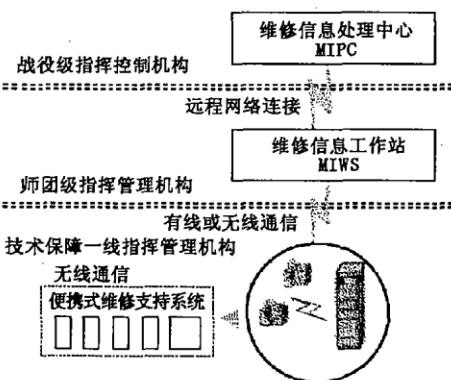 维修信息处理中心
MIPC
战役级指挥控制机构
远程网络连接
维修信息工作站
MIWS
师团级指挥管理机构
有线或无线通信
技术保障一线指挥管理机构
无线通信
便携式维修支持系统